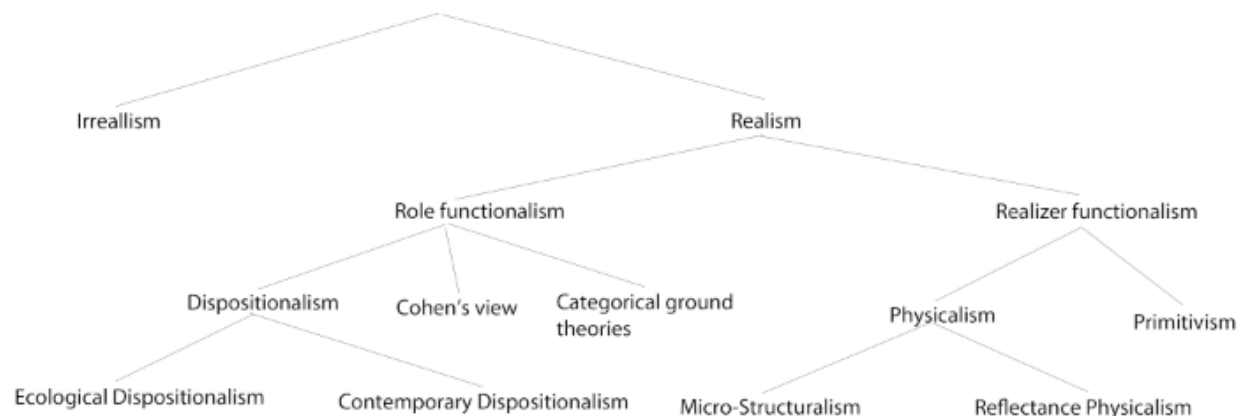 Irreallism
Realism
Role functionalism
Realizer functionalism
Dispositionalism
Cohen's view
Categorical ground
theories
Physicalism
Primitivism
Ecological Dispositionalism
Contemporary Dispositionalism
Micro-Structuralism
Reflectance Physicalism